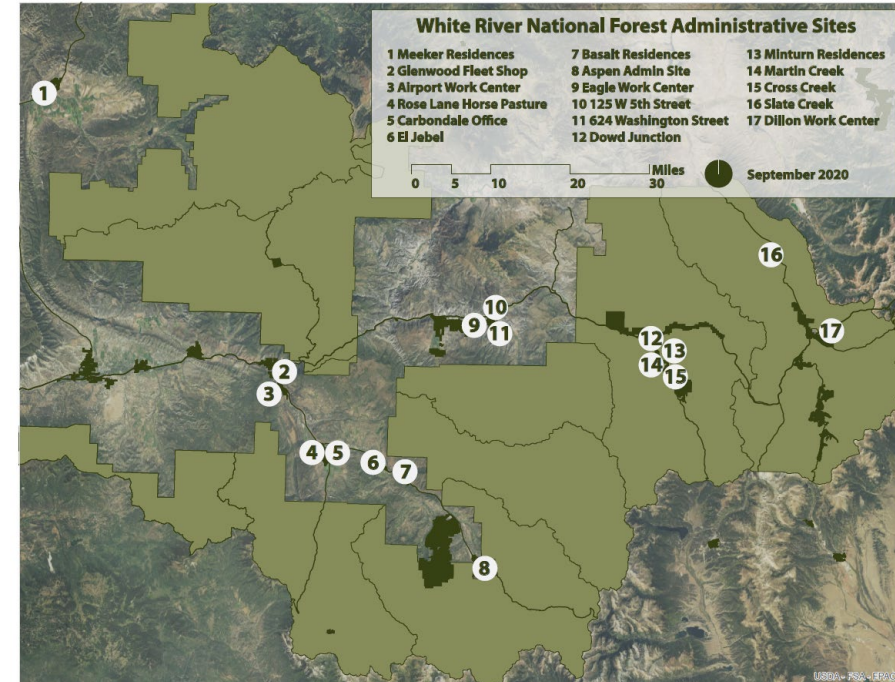 White River National Forest Administrative Sites
1 Meeker Residences
2 Glenwood Fleet Shop
3 Airport Work Center
4 Rose Lane Horse Pasture
5 Carbondale Office
6 El Jebel
7 Basalt Residences
8 Aspen Admin Site
9 Eagle Work Center
10 125 W 5th Street
11 624 Washington Street
12 Dowd Junction
13 Minturn Residences
14 Martin Creek
15 Cross Creek
16 Slate Creek
17 Dillon Work Center
Miles
0 5 10 20 30
September 2020
1
16
10
9
11
17
12
13
14
15
2
3
4 5
6
7
8
USDA - FSA -